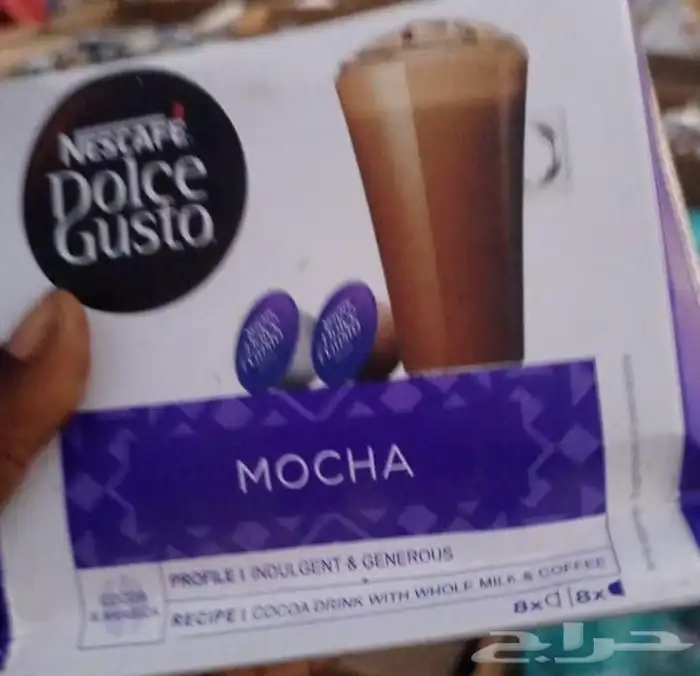 NESCAFÉ
Dolce
Gusto
MOCHA
PROFILE | INDULGENT & GENEROUS
RECIPE | COCOA DRINK WITH WHOLE MILK & COFFEE
8x | 8x
حراج